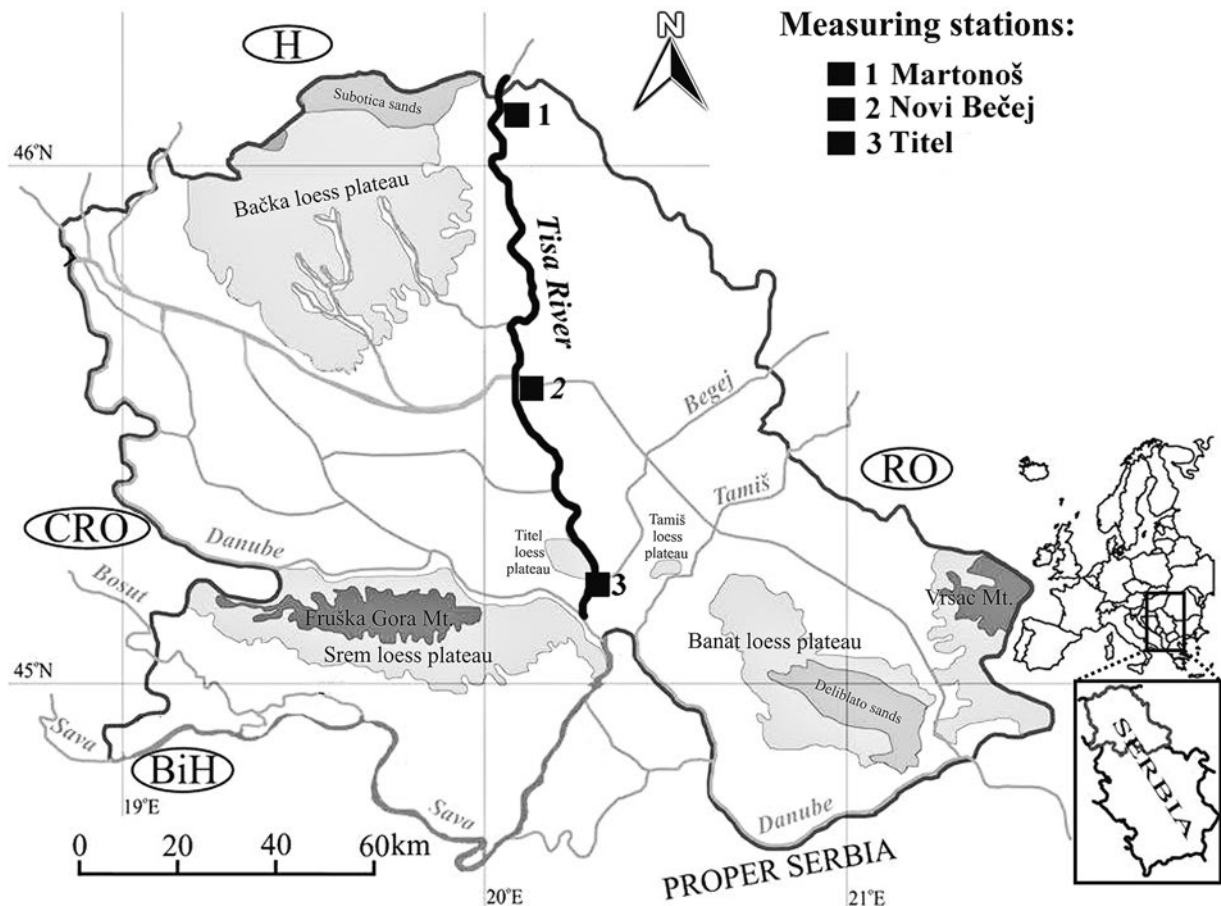 H
N
Measuring stations:
1 Martonoš
2 Novi Bečej
3 Titel
Subotica sands
1
46°N
Bačka loess plateau
Tisa River
2
Begej
RO
Tamiš
CRO
Danube
Titel
loess
plateau
Tamiš
loess
plateau
Bosut
3
Fruška Gora Mt.
Vršac Mt.
Srem loess plateau
Banat loess plateau
45°N
Deliblato sands
Sava
BiH
SERBIA
19°E
Sava
Danube
0 20 40 60km
PROPER SERBIA
20°E
21°E